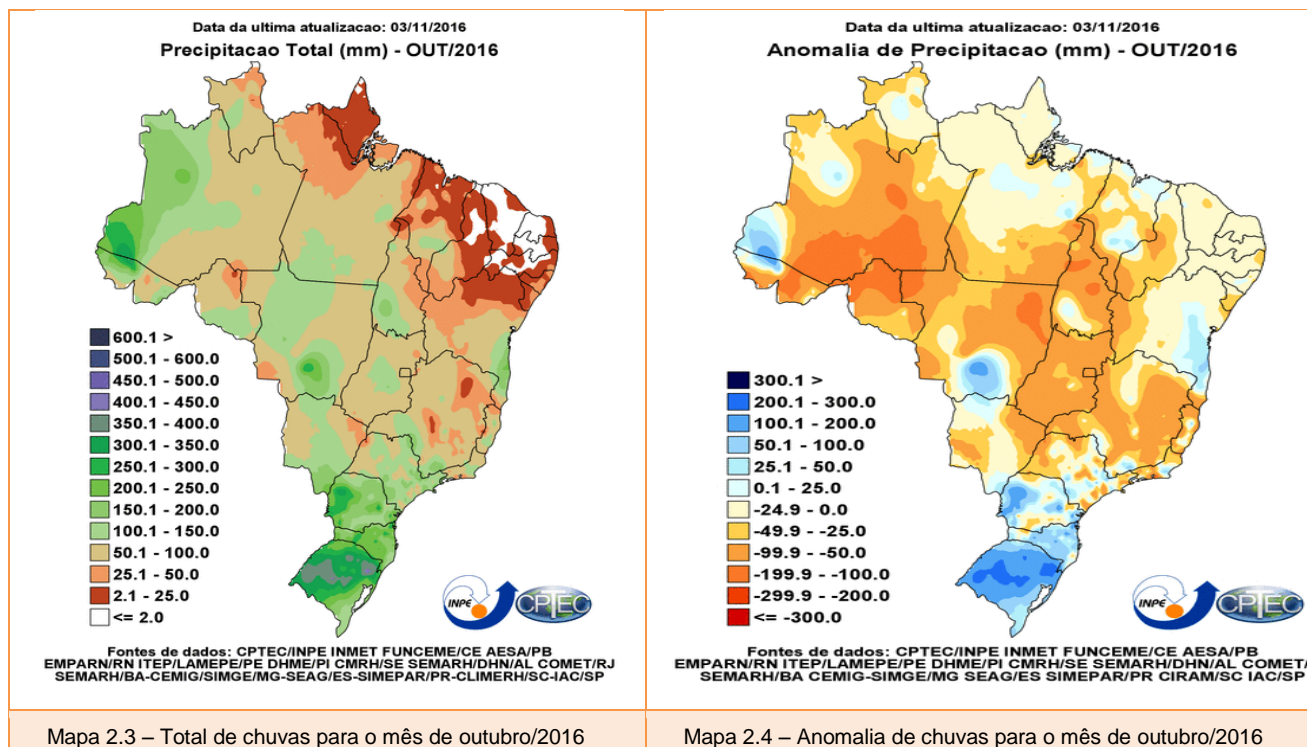 Data da ultima atualizacao: 03/11/2016
Precipitacao Total (mm) - OUT/2016
600.1 >
500.1 - 600.0
450.1 - 500.0
400.1 - 450.0
350.1 - 400.0
300.1 - 350.0
250.1 - 300.0
200.1 - 250.0
150.1 - 200.0
100.1 - 150.0
50.1 - 100.0
25.1 - 50.0
2.1 - 25.0
<= 2.0
INPE
CPTEC
Fontes de dados: CPTEC/INPE INMET FUNCEME/CE AESA/PB
EMPARN/RN ITEP/LAMEPE/PE DHME/PI CMRH/SE SEMARH/DHN/AL COMET/RJ
SEMARH/BA-CEMIG/SIMGE/MG-SEAG/ES-SIMEPAR/PR-CLIMERH/SC-IAC/SP
Mapa 2.3 – Total de chuvas para o mês de outubro/2016
Data da ultima atualizacao: 03/11/2016
Anomalia de Precipitacao (mm) - OUT/2016
300.1 >
200.1 - 300.0
100.1 - 200.0
50.1 - 100.0
25.1 - 50.0
0.1 - 25.0
-24.9 - 0.0
-49.9 - -25.0
-99.9 - -50.0
-199.9 - -100.0
-299.9 - -200.0
<= -300.0
INPE
CPTEC
Fontes de dados: CPTEC/INPE INMET FUNCEME/CE AESA/PB
EMPARN/RN ITEP/LAMEPE/PE DHME/PI CMRH/SE SEMARH/DHN/AL COMET/
SEMARH/BA CEMIG-SIMGE/MG SEAG/ES SIMEPAR/PR CIRAM/SC IAC/SP
Mapa 2.4 – Anomalia de chuvas para o mês de outubro/2016